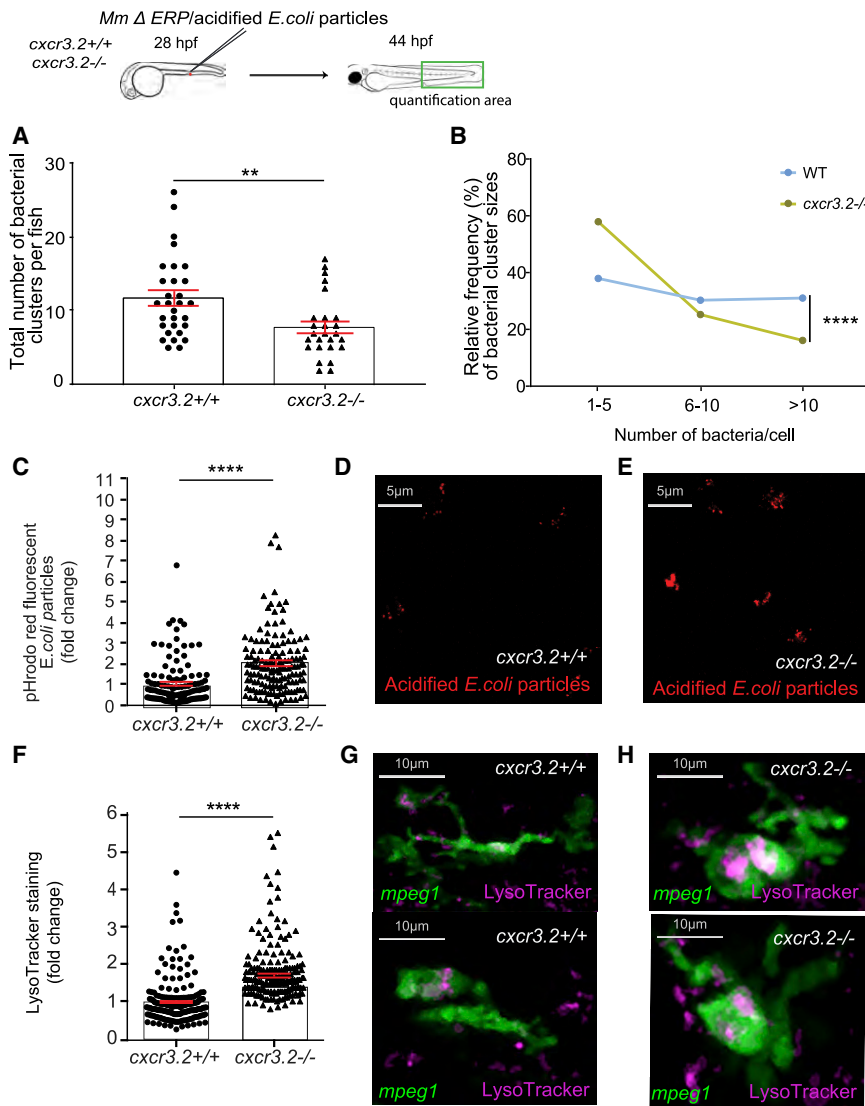 Mm Δ ERP/acidified E.coli particles
cxcr3.2+/+
cxcr3.2-/-
28 hpf
44 hpf
quantification area
A
Total number of bacterial
clusters per fish
30
20
10
0
**
cxcr3.2+/+
cxcr3.2-/-
B
Relative frequency (%)
of bacterial cluster sizes
80
60
40
20
0
WT
cxcr3.2-/-
****
1-5
6-10
>10
Number of bacteria/cell
C
pHrodo red fluorescent
E.coli particles
(fold change)
11
10
9
8
7
6
5
4
3
2
1
0
****
cxcr3.2+/+
cxcr3.2-/-
D
5μm
cxcr3.2+/+
Acidified E.coli particles
E
5μm
cxcr3.2-/-
Acidified E.coli particles
F
LysoTracker staining
(fold change)
6
5
4
3
2
1
0
****
cxcr3.2+/+
cxcr3.2-/-
G
10μm
cxcr3.2+/+
mpeg1
LysoTracker
10μm
cxcr3.2+/+
mpeg1
LysoTracker
H
10μm
cxcr3.2-/-
mpeg1
LysoTracker
10μm
cxcr3.2-/-
mpeg1
LysoTracker